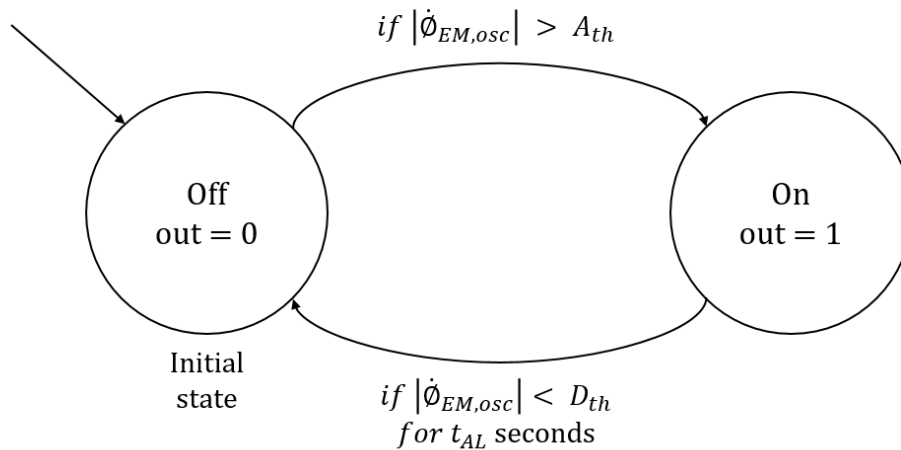 if |∅̇_EM,osc| > A_th
Off
out = 0
On
out = 1
Initial
state
if |∅̇_EM,osc| < D_th
for t_AL seconds